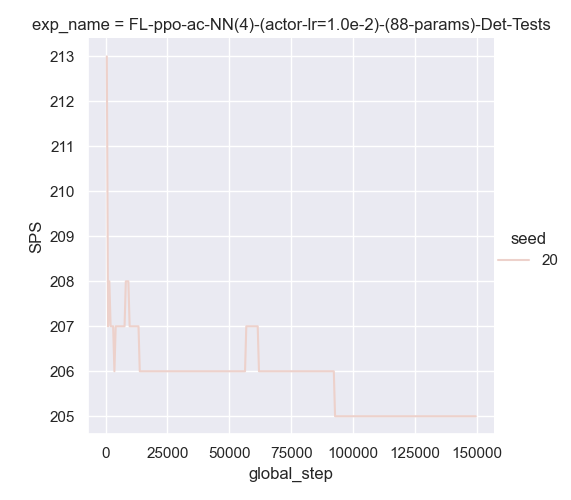 exp_name = FL-ppo-ac-NN(4)-(actor-lr=1.0e-2)-(88-params)-Det-Tests
213
212
211
210
209
208
207
206
205
SPS
0 25000 50000 75000 100000 125000 150000
global_step
seed
20